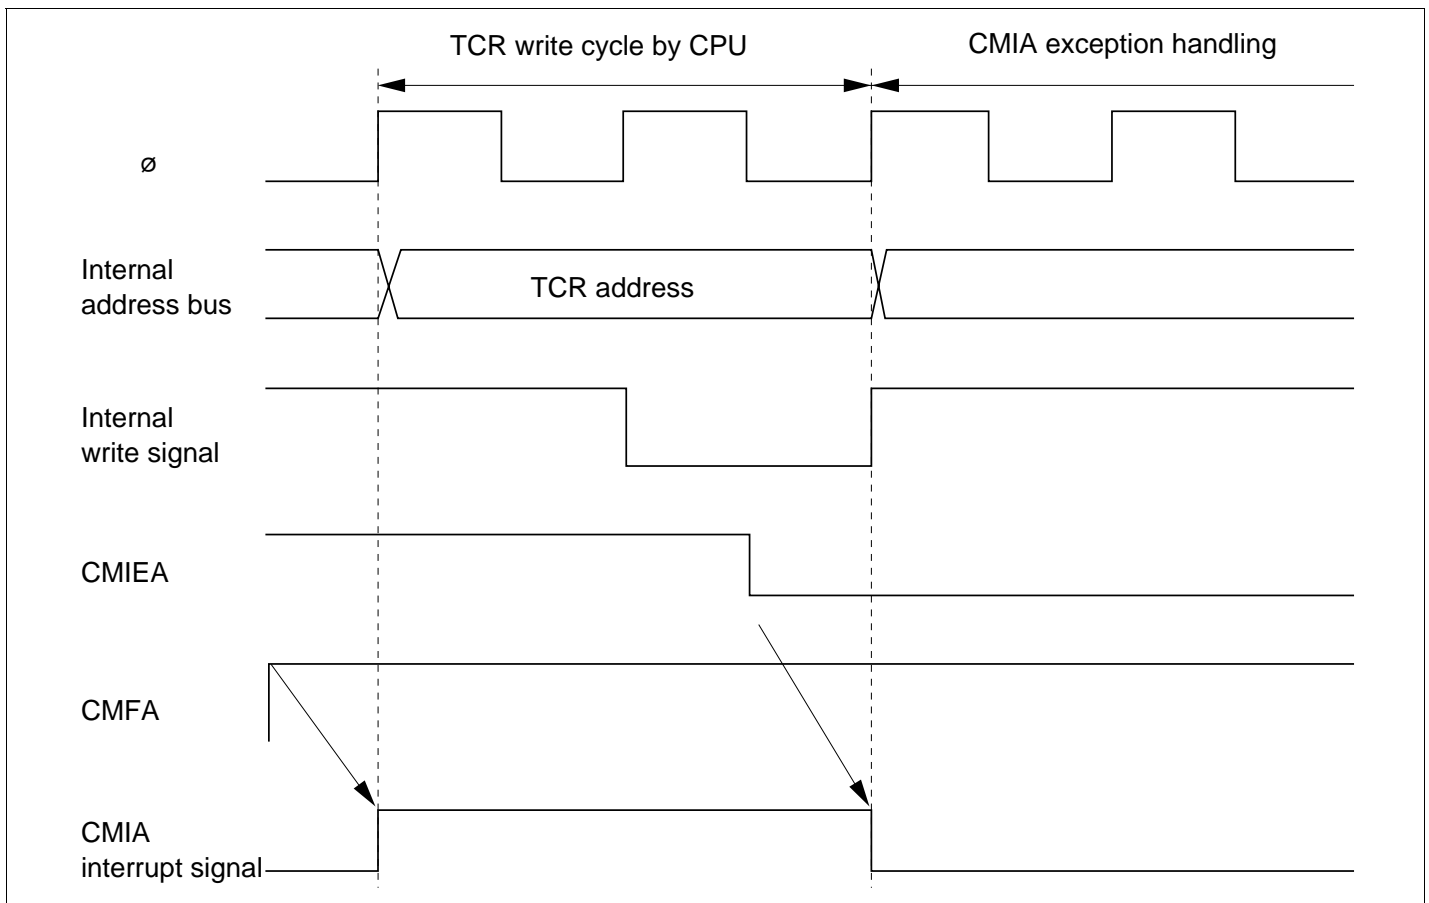 TCR write cycle by CPU
CMIA exception handling
ø
Internal
address bus
TCR address
Internal
write signal
CMIEA
CMFA
CMIA
interrupt signal